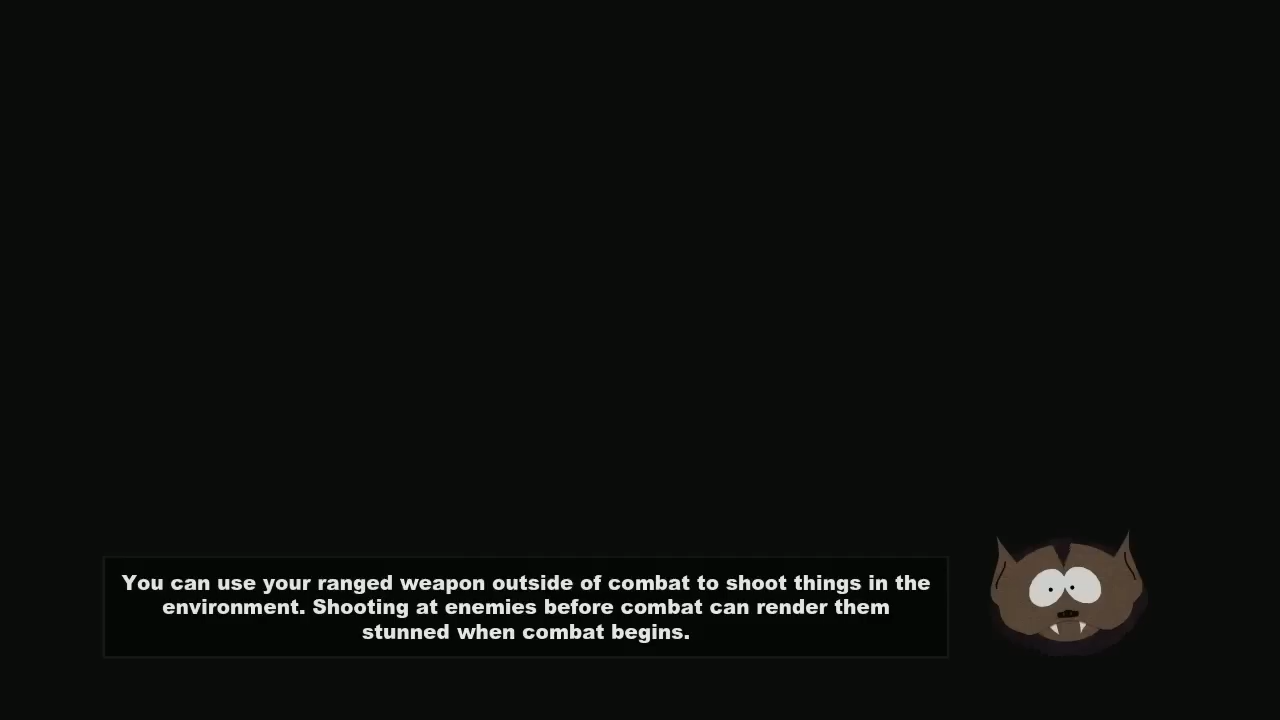 You can use your ranged weapon outside of combat to shoot things in the
environment. Shooting at enemies before combat can render them
stunned when combat begins.